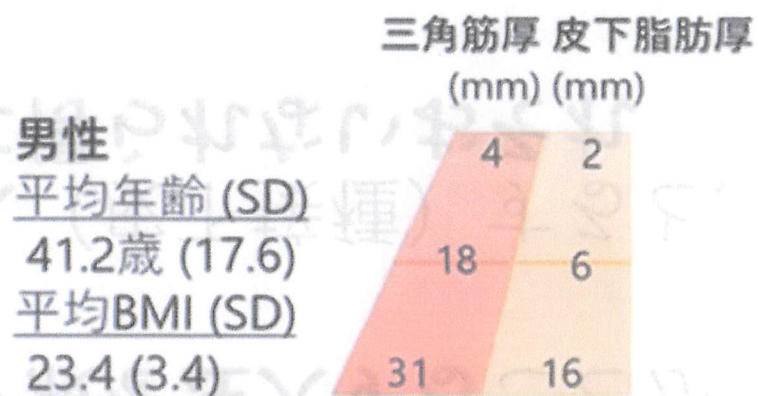 三角筋厚 皮下脂肪厚
(mm) (mm)
男性
4 2
平均年齢 (SD)
41.2歳 (17.6)
18 6
平均BMI (SD)
23.4 (3.4)
31 16